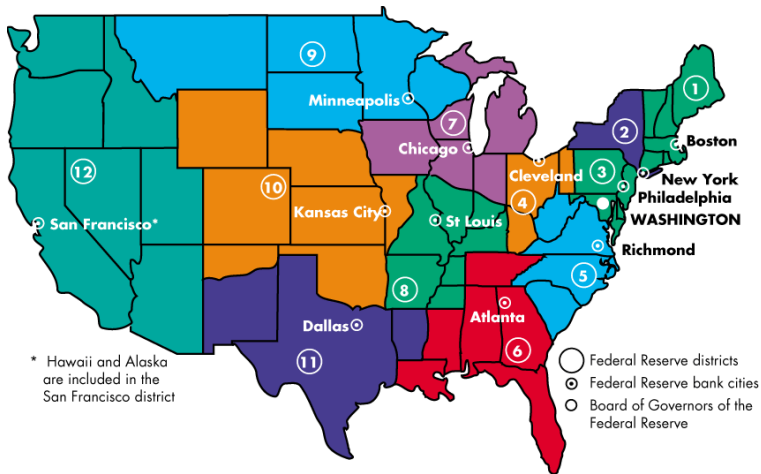 9
1
Minneapolis
2
7
Boston
Chicago
3
12
Cleveland
New York
10
4
Philadelphia
Kansas City
San Francisco*
St Louis
WASHINGTON
Richmond
5
8
Atlanta
Dallas
6
11
* Hawaii and Alaska
are included in the
San Francisco district
Federal Reserve districts
Federal Reserve bank cities
Board of Governors of the
Federal Reserve